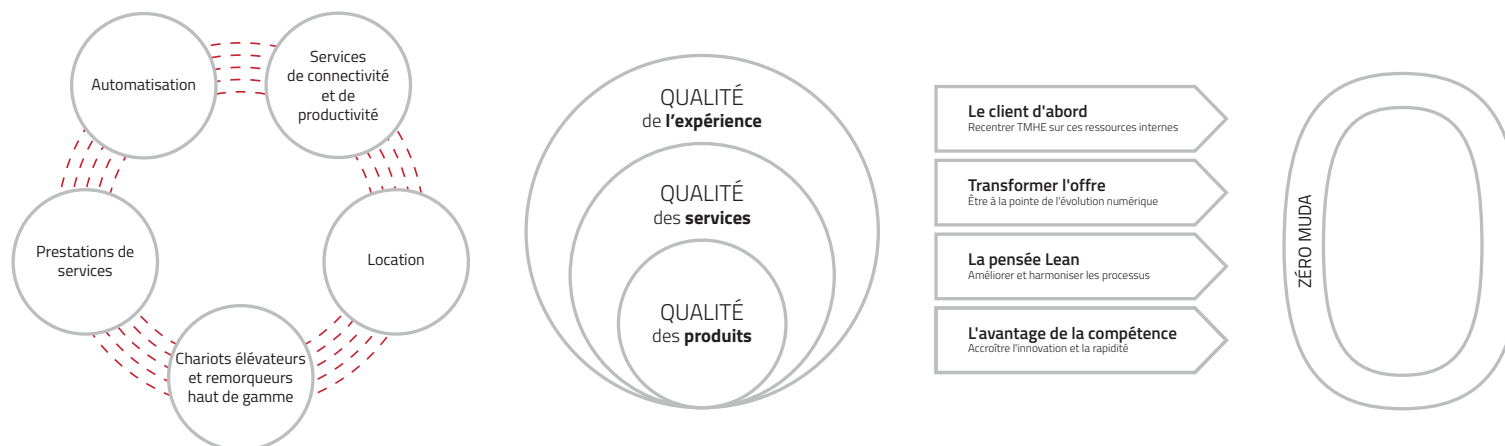 Automatisation
Services
de connectivité
et de
productivité
Prestations de
services
Location
Chariots élévateurs
et remorqueurs
haut de gamme
QUALITÉ
de l'expérience
QUALITÉ
des services
QUALITÉ
des produits
Le client d'abord
Recentrer TMHE sur ces ressources internes
Transformer l'offre
Être à la pointe de l'évolution numérique
La pensée Lean
Améliorer et harmoniser les processus
L'avantage de la compétence
Accroître l'innovation et la rapidité
ZÉRO MUDA